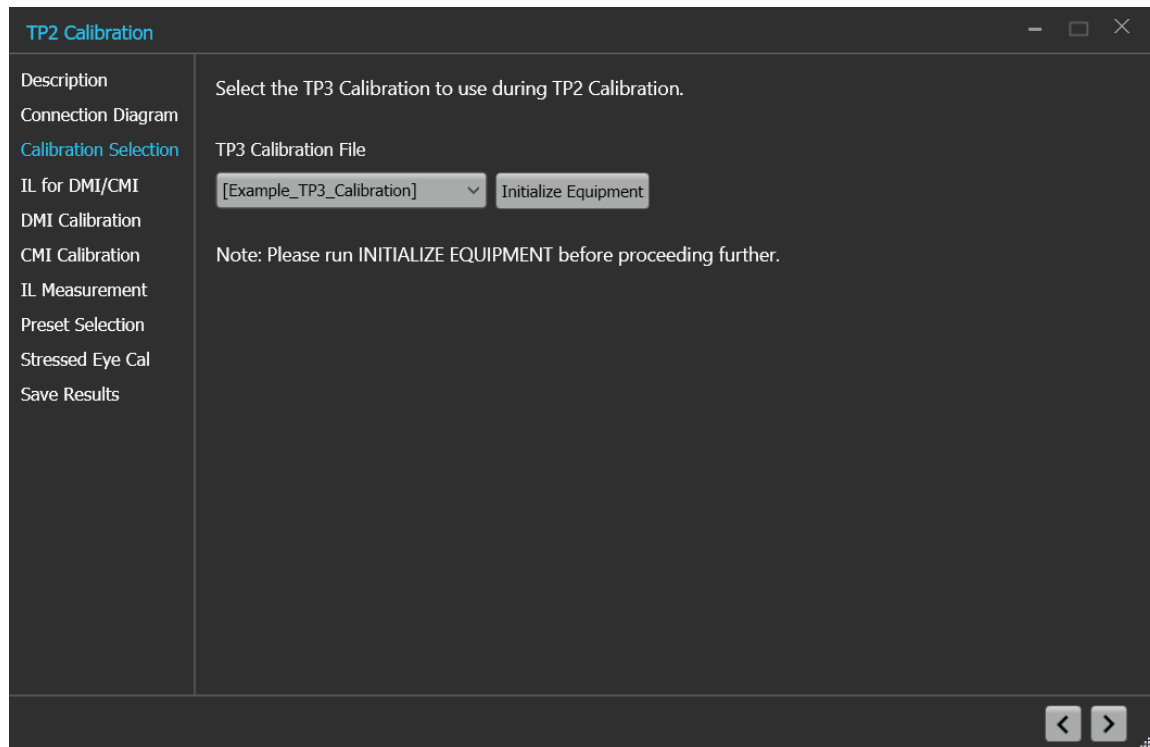 TP2 Calibration
Description
Connection Diagram
Calibration Selection
IL for DMI/CMI
DMI Calibration
CMI Calibration
IL Measurement
Preset Selection
Stressed Eye Cal
Save Results
Select the TP3 Calibration to use during TP2 Calibration.
TP3 Calibration File
[Example_TP3_Calibration] Initialize Equipment
Note: Please run INITIALIZE EQUIPMENT before proceeding further.